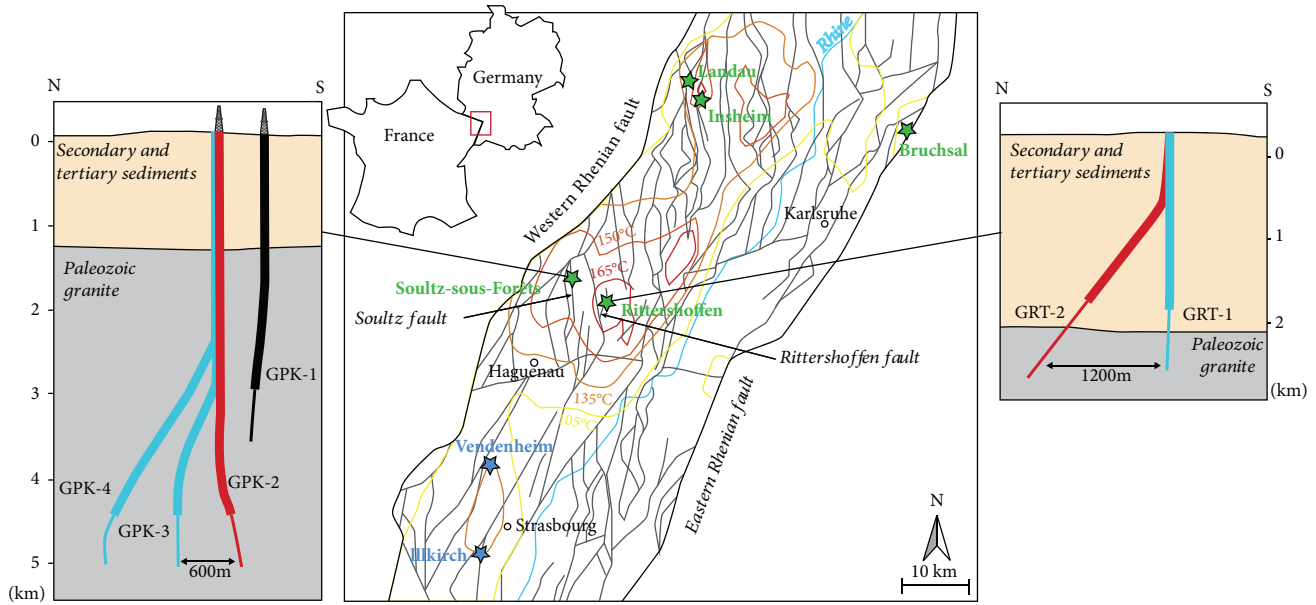 N
S
0
1
2
3
4
5
(km)
Secondary and
tertiary sediments
Paleozoic
granite
GPK-1
GPK-2
GPK-4
GPK-3
600m
Germany
France
Western Rhenian fault
Rhine
Landau
Insheim
Bruchsal
Karlsruhe
150°C
165°C
Soultz-sous-Forêts
Rittershoffen
Soultz fault
Rittershoffen fault
Haguenau
135°C
105°C
Vendenheim
Eastern Rhenian fault
Strasbourg
Illkirch
N
10 km
N
S
0
1
2
(km)
Secondary and
tertiary sediments
GRT-2
GRT-1
Paleozoic
granite
1200m